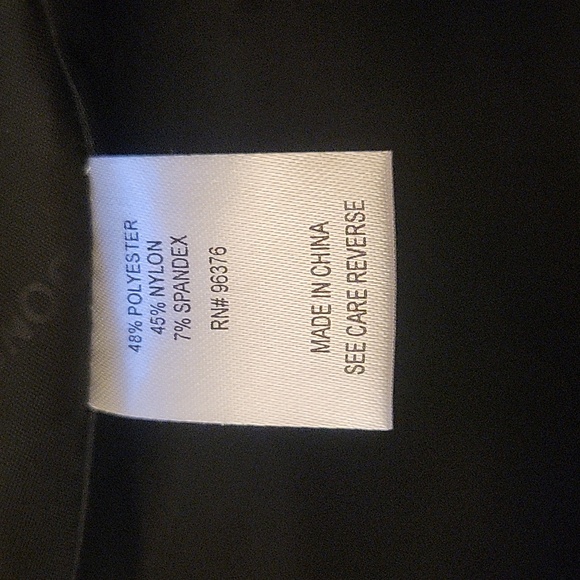 48% POLYESTER
45% NYLON
7% SPANDEX
RN# 96376
MADE IN CHINA
SEE CARE REVERSE